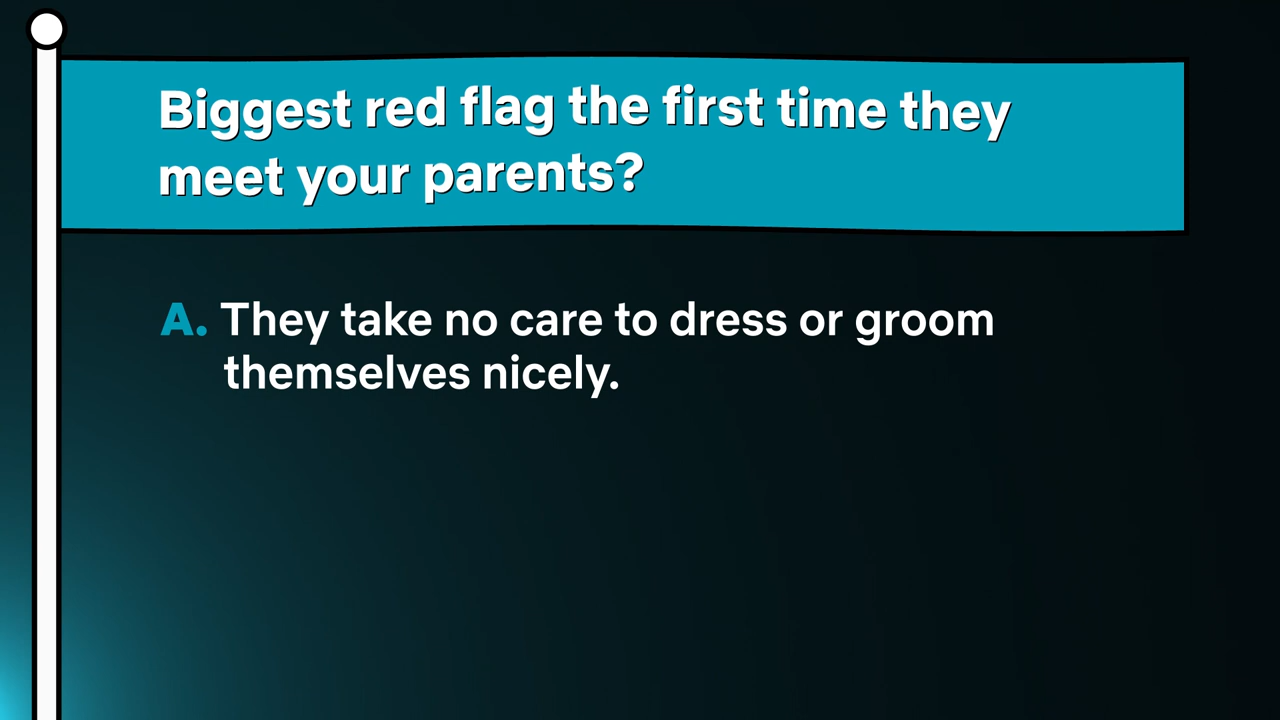 Biggest red flag the first time they
meet your parents?
A. They take no care to dress or groom
themselves nicely.